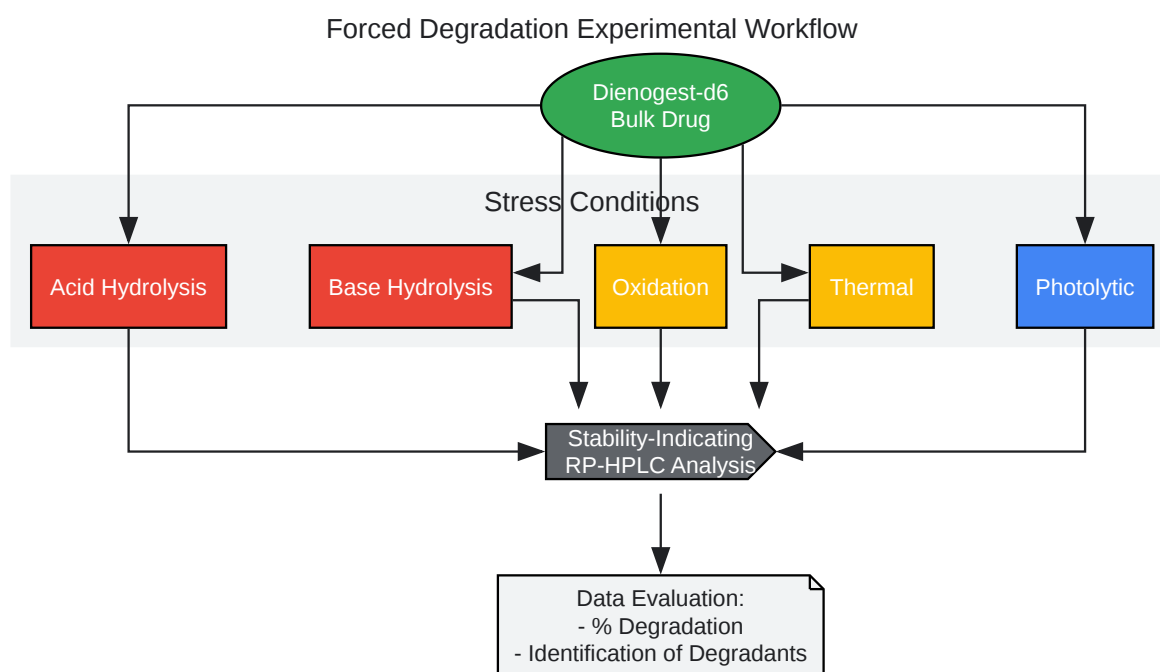 Forced Degradation Experimental Workflow
Dienogest-d6
Bulk Drug
Stress Conditions
Acid Hydrolysis
Base Hydrolysis
Oxidation
Thermal
Photolytic
Stability-Indicating
RP-HPLC Analysis
Data Evaluation:
- % Degradation
- Identification of Degradants